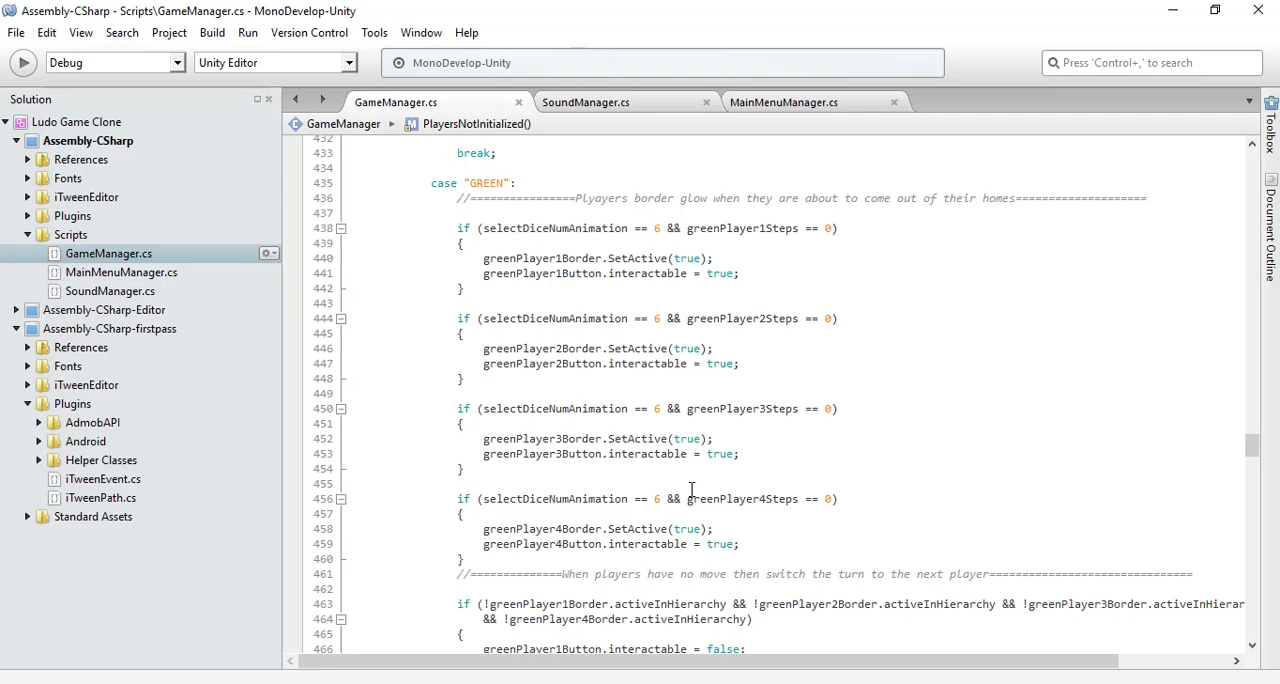 Assembly-CSharp - Scripts\GameManager.cs - MonoDevelop-Unity
File Edit View Search Project Build Run Version Control Tools Window Help
Debug Unity Editor MonoDevelop-Unity Press 'Control+,' to search
Solution
Ludo Game Clone
Assembly-CSharp
References
Fonts
iTweenEditor
Plugins
Scripts
GameManager.cs
MainMenuManager.cs
SoundManager.cs
Assembly-CSharp-Editor
Assembly-CSharp-firstpass
References
Fonts
iTweenEditor
Plugins
AdmobAPI
Android
Helper Classes
iTweenEvent.cs
iTweenPath.cs
Standard Assets
GameManager.cs SoundManager.cs MainMenuManager.cs
GameManager PlayersNotInitialized()
432
433 break;
434
435 case "GREEN":
436 //================Plyayers border glow when they are about to come out of their homes====================
437
438 if (selectDiceNumAnimation == 6 && greenPlayer1Steps == 0)
439 {
440 greenPlayer1Border.SetActive(true);
441 greenPlayer1Button.interactable = true;
442 }
443
444 if (selectDiceNumAnimation == 6 && greenPlayer2Steps == 0)
445 {
446 greenPlayer2Border.SetActive(true);
447 greenPlayer2Button.interactable = true;
448 }
449
450 if (selectDiceNumAnimation == 6 && greenPlayer3Steps == 0)
451 {
452 greenPlayer3Border.SetActive(true);
453 greenPlayer3Button.interactable = true;
454 }
455
456 if (selectDiceNumAnimation == 6 && greenPlayer4Steps == 0)
457 {
458 greenPlayer4Border.SetActive(true);
459 greenPlayer4Button.interactable = true;
460 }
461 //==============When players have no move then switch the turn to the next player===============================
462
463 if (!greenPlayer1Border.activeInHierarchy && !greenPlayer2Border.activeInHierarchy && !greenPlayer3Border.activeInHierar
464 && !greenPlayer4Border.activeInHierarchy)
465 {
466 greenPlayer1Button.interactable = false;
Toolbox
Document Outline